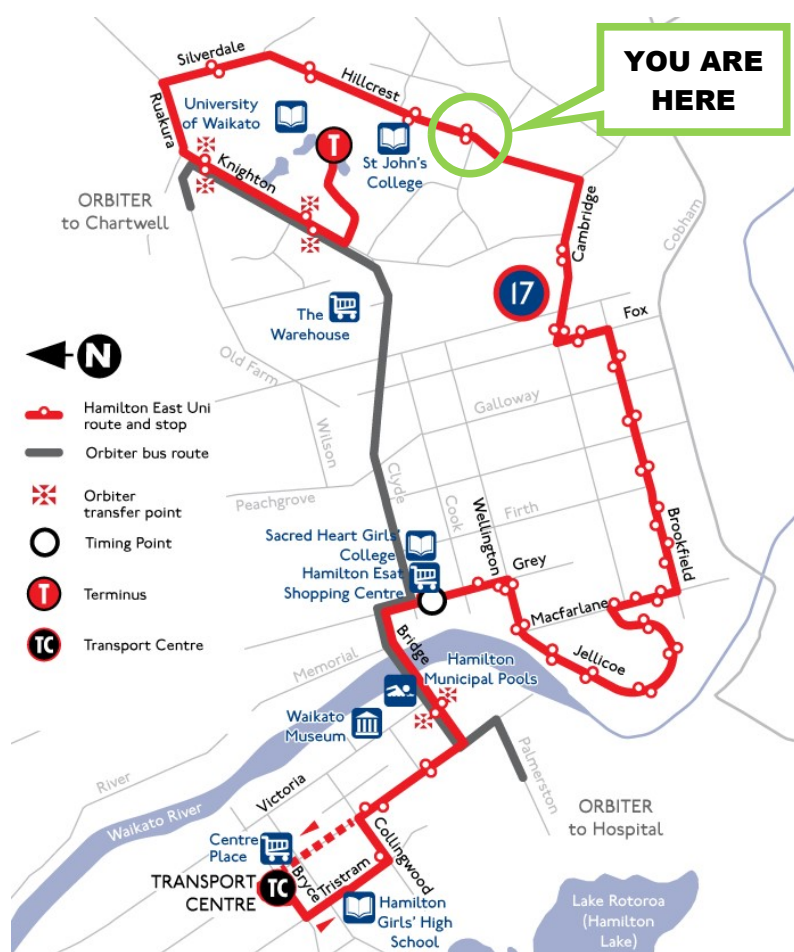 YOU ARE
HERE
Silverdale
Hillcrest
Ruakura
University
of Waikato
T
St John's
College
Knighton
ORBITER
to Chartwell
Cambridge
Cobham
17
Fox
The
Warehouse
Old Farm
N
Hamilton East Uni
route and stop
Orbiter bus route
Orbiter
transfer point
Timing Point
T
Terminus
TC
Transport Centre
Galloway
Wilson
Peachgrove
Clyde
Cook
Firth
Wellington
Brookfield
Sacred Heart Girls'
College
Hamilton Esat
Shopping Centre
Grey
Macfarlane
Jellicoe
Bridge
Memorial
Hamilton
Municipal Pools
Waikato
Museum
River
Waikato River
Victoria
Palmerston
ORBITER
to Hospital
Centre
Place
Collingwood
TRANSPORT
CENTRE
TC
Bryce
Tristram
Hamilton
Girls' High
School
Lake Rotoroa
(Hamilton
Lake)